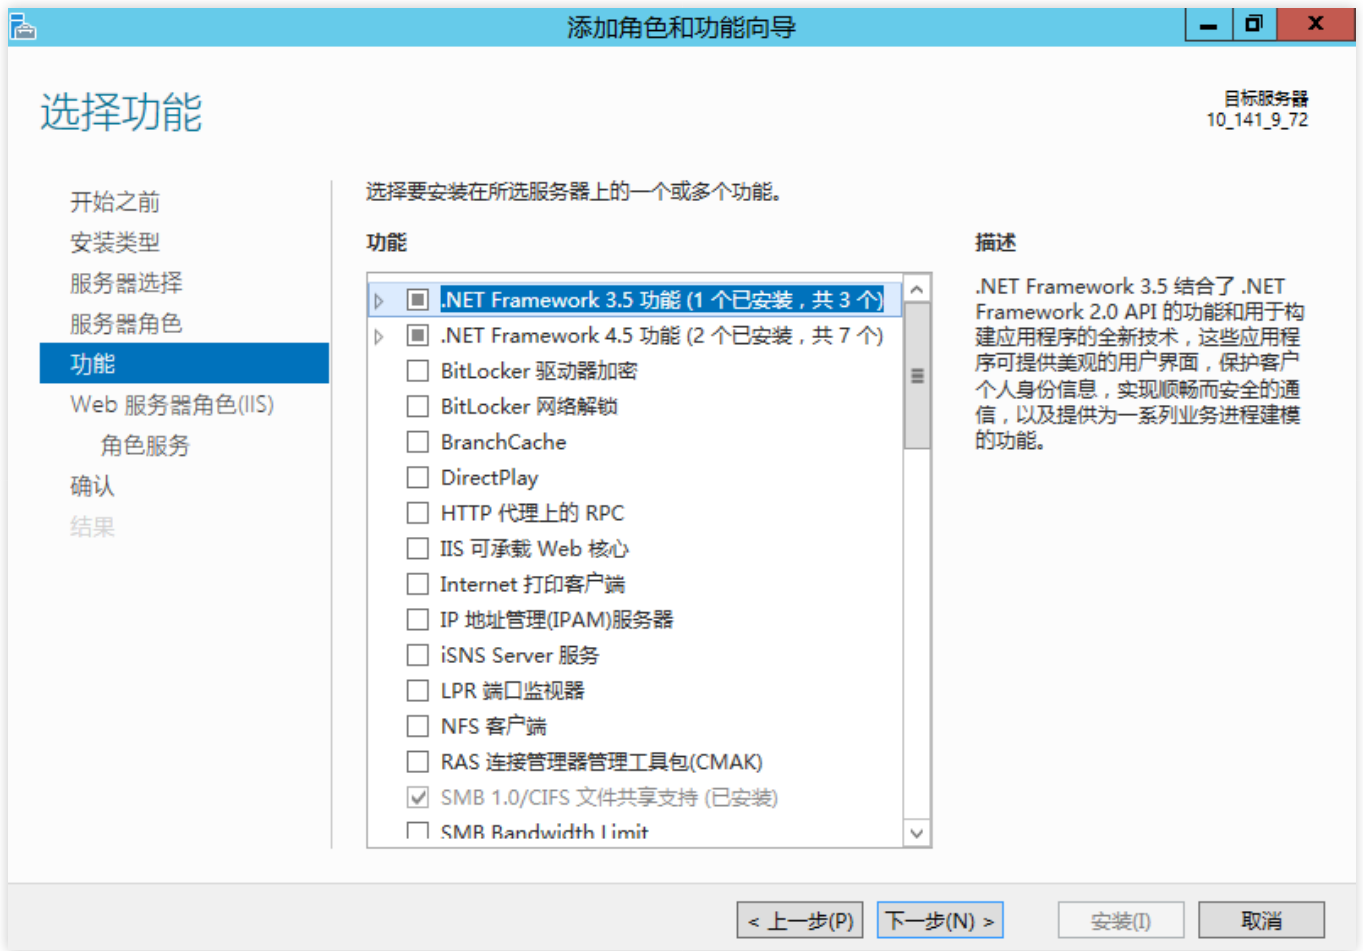 添加角色和功能向导
选择功能
目标服务器
10_141_9_72
开始之前
安装类型
服务器选择
服务器角色
功能
Web 服务器角色(IIS)
角色服务
确认
结果
选择要安装在所选服务器上的一个或多个功能。
功能
.NET Framework 3.5 功能 (1 个已安装，共 3 个)
.NET Framework 4.5 功能 (2 个已安装，共 7 个)
BitLocker 驱动器加密
BitLocker 网络解锁
BranchCache
DirectPlay
HTTP 代理上的 RPC
IIS 可承载 Web 核心
Internet 打印客户端
IP 地址管理(IPAM)服务器
iSNS Server 服务
LPR 端口监视器
NFS 客户端
RAS 连接管理器管理工具包(CMAK)
SMB 1.0/CIFS 文件共享支持 (已安装)
SMB Bandwidth Limit
描述
.NET Framework 3.5 结合了 .NET
Framework 2.0 API 的功能和用于构
建应用程序的全新技术，这些应用程
序可提供美观的用户界面，保护客户
个人身份信息，实现顺畅而安全的通
信，以及提供为一系列业务进程建模
的功能。
< 上一步(P)
下一步(N) >
安装(I)
取消